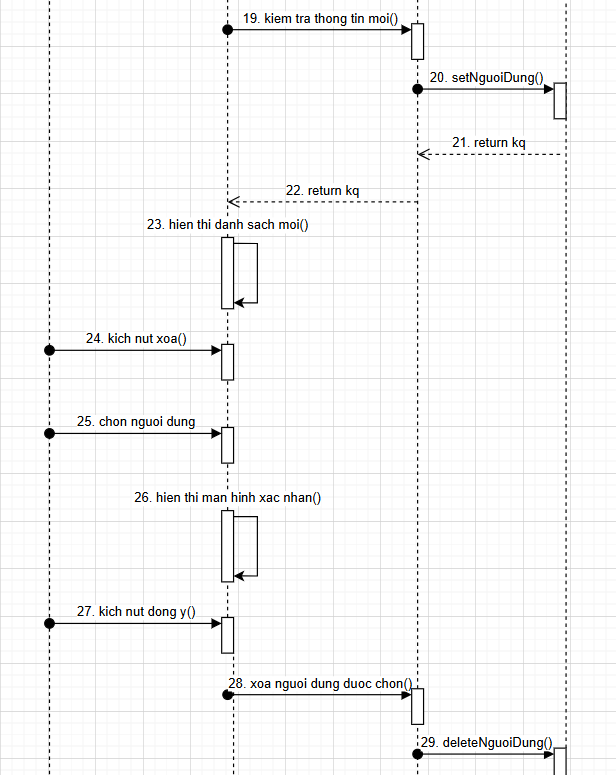 19. kiem tra thong tin moi()
20. setNguoiDung()
21. return kq
22. return kq
23. hien thi danh sach moi()
24. kich nut xoa()
25. chon nguoi dung
26. hien thi man hinh xac nhan()
27. kich nut dong y()
28. xoa nguoi dung duoc chon()
29. deleteNguoiDung()